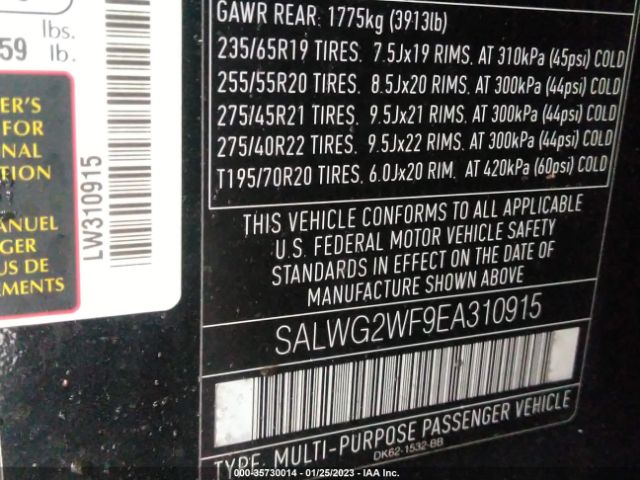 lbs.
59 lb.
ER'S
FOR
NAL
TION
MANUEL
GER
US DE
EMENTS
LW310915
GAWR REAR: 1775kg (3913lb)
235/65R19 TIRES. 7.5Jx19 RIMS. AT 310kPa (45psi) COLD
255/55R20 TIRES. 8.5Jx20 RIMS. AT 300kPa (44psi) COLD
275/45R21 TIRES. 9.5Jx21 RIMS. AT 300kPa (44psi) COLD
275/40R22 TIRES. 9.5Jx22 RIMS. AT 300kPa (44psi) COLD
T195/70R20 TIRES. 6.0Jx20 RIM. AT 420kPa (60psi) COLD
THIS VEHICLE CONFORMS TO ALL APPLICABLE
U.S. FEDERAL MOTOR VEHICLE SAFETY
STANDARDS IN EFFECT ON THE DATE OF
MANUFACTURE SHOWN ABOVE
SALWG2WF9EA310915
TYPE: MULTI-PURPOSE PASSENGER VEHICLE
DK62-1532-BB
000-35730014 - 01/25/2023 - IAA Inc.